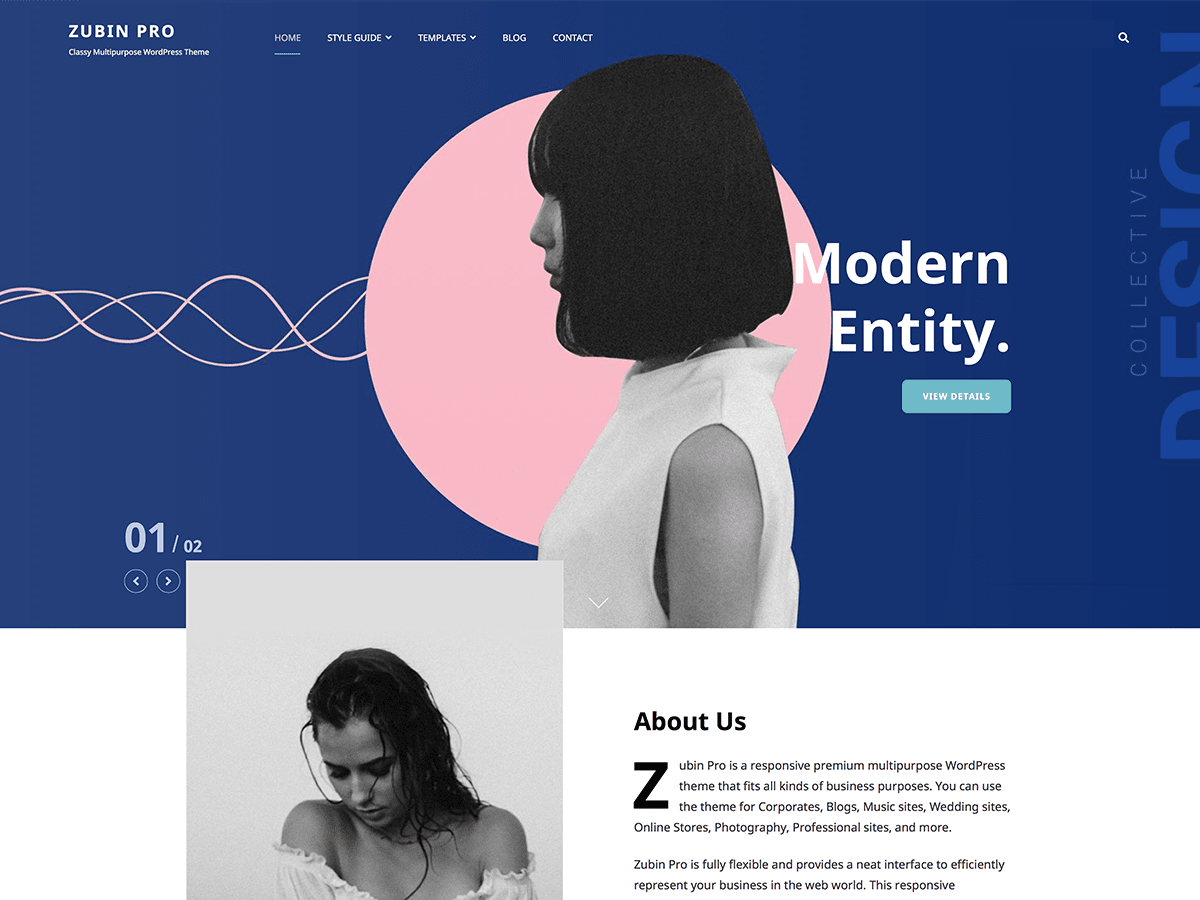 ZUBIN PRO
Classy Multipurpose WordPress Theme
HOME
STYLE GUIDE
TEMPLATES
BLOG
CONTACT
COLLECTIVE
DESIGN
Modern
Entity.
VIEW DETAILS
01 / 02
About Us
Zubin Pro is a responsive premium multipurpose WordPress
theme that fits all kinds of business purposes. You can use
the theme for Corporates, Blogs, Music sites, Wedding sites,
Online Stores, Photography, Professional sites, and more.
Zubin Pro is fully flexible and provides a neat interface to efficiently
represent your business in the web world. This responsive